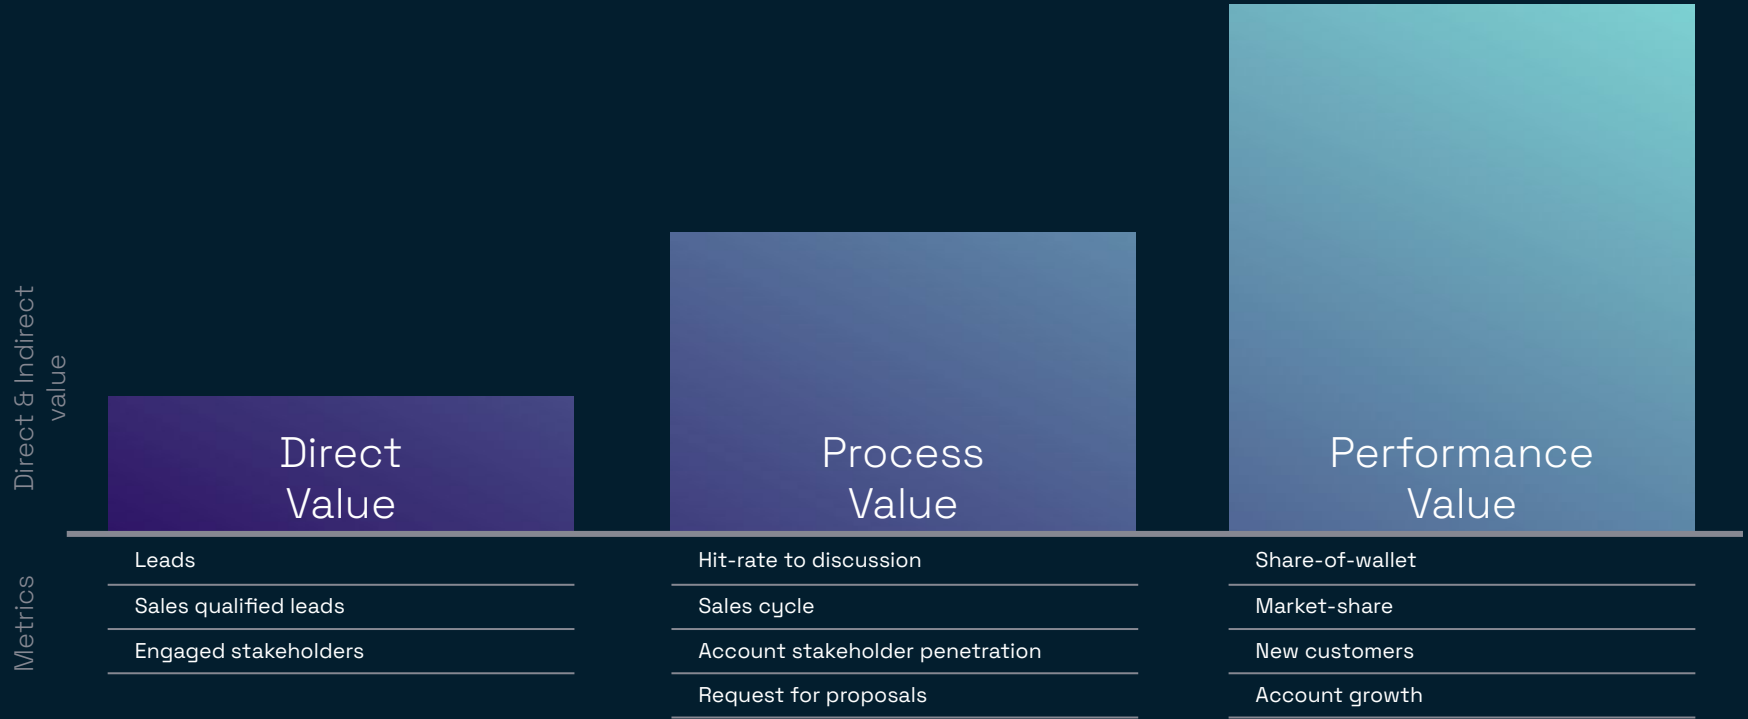 Direct & Indirect
value
Direct
Value
Process
Value
Performance
Value
Metrics
Leads
Sales qualified leads
Engaged stakeholders
Hit-rate to discussion
Sales cycle
Account stakeholder penetration
Request for proposals
Share-of-wallet
Market-share
New customers
Account growth